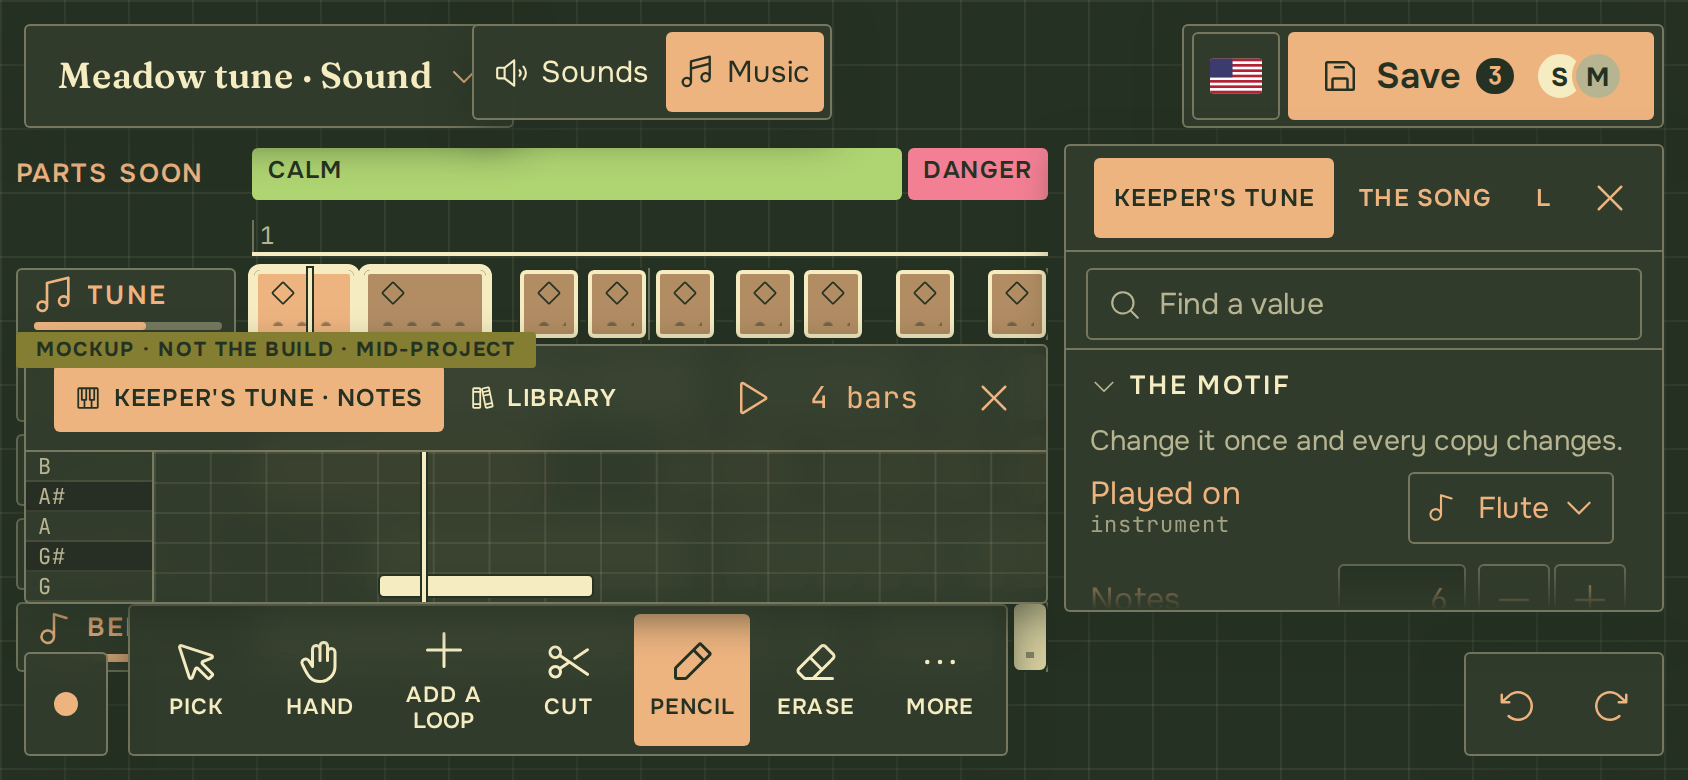 Meadow tune · Sound
Sounds
Music
Save 3 S M
PARTS SOON
CALM
DANGER
1
TUNE
MOCKUP · NOT THE BUILD · MID-PROJECT
KEEPER'S TUNE · NOTES
LIBRARY
4 bars
B
A#
A
G#
G
PICK
HAND
ADD A
LOOP
CUT
PENCIL
ERASE
MORE
KEEPER'S TUNE
THE SONG
L
Find a value
THE MOTIF
Change it once and every copy changes.
Played on
instrument
Flute
Notes
6